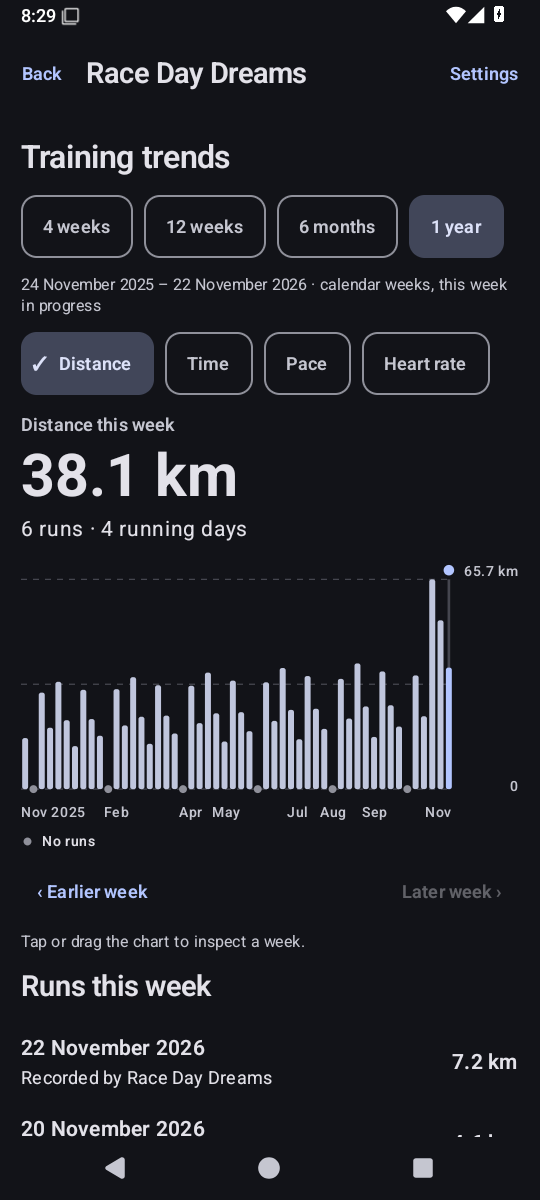 8:29
Back
Race Day Dreams
Settings
Training trends
4 weeks
12 weeks
6 months
1 year
24 November 2025 – 22 November 2026 · calendar weeks, this week
in progress
✓ Distance
Time
Pace
Heart rate
Distance this week
38.1 km
6 runs · 4 running days
65.7 km
0
Nov 2025 Feb Apr May Jul Aug Sep Nov
No runs
‹ Earlier week
Later week ›
Tap or drag the chart to inspect a week.
Runs this week
22 November 2026
7.2 km
Recorded by Race Day Dreams
20 November 2026